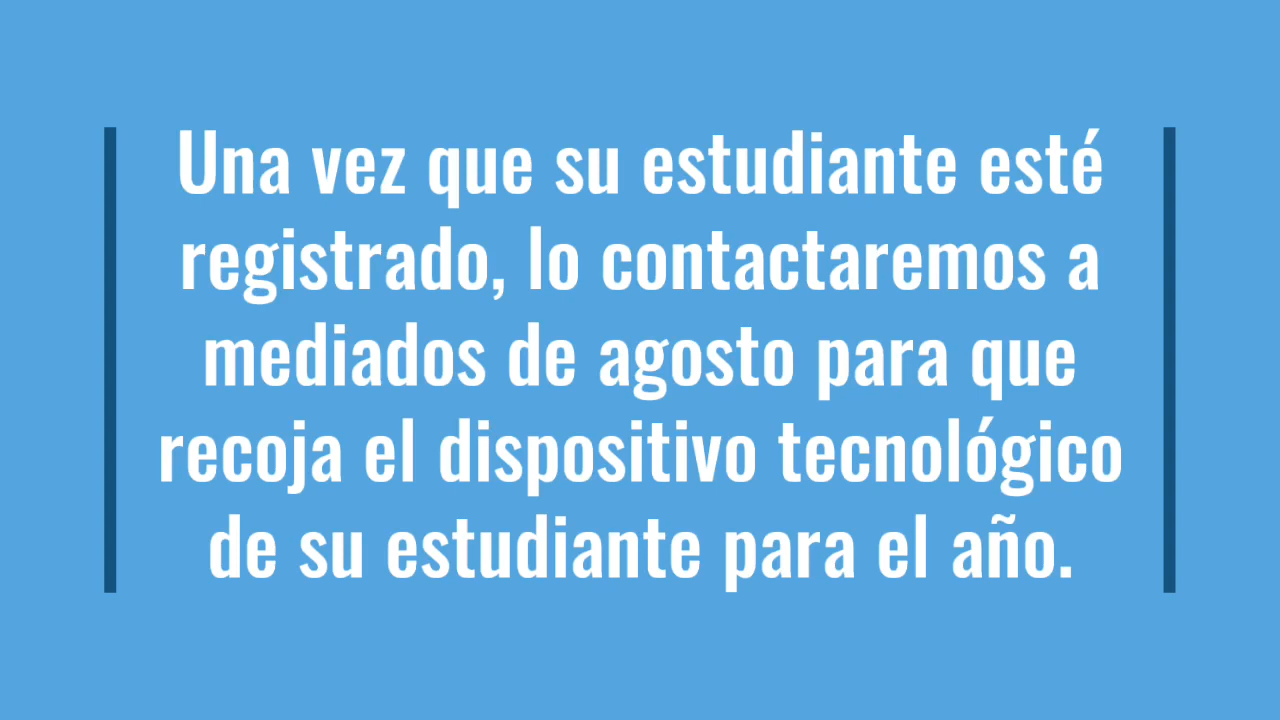 Una vez que su estudiante esté
registrado, lo contactaremos a
mediados de agosto para que
recoja el dispositivo tecnológico
de su estudiante para el año.